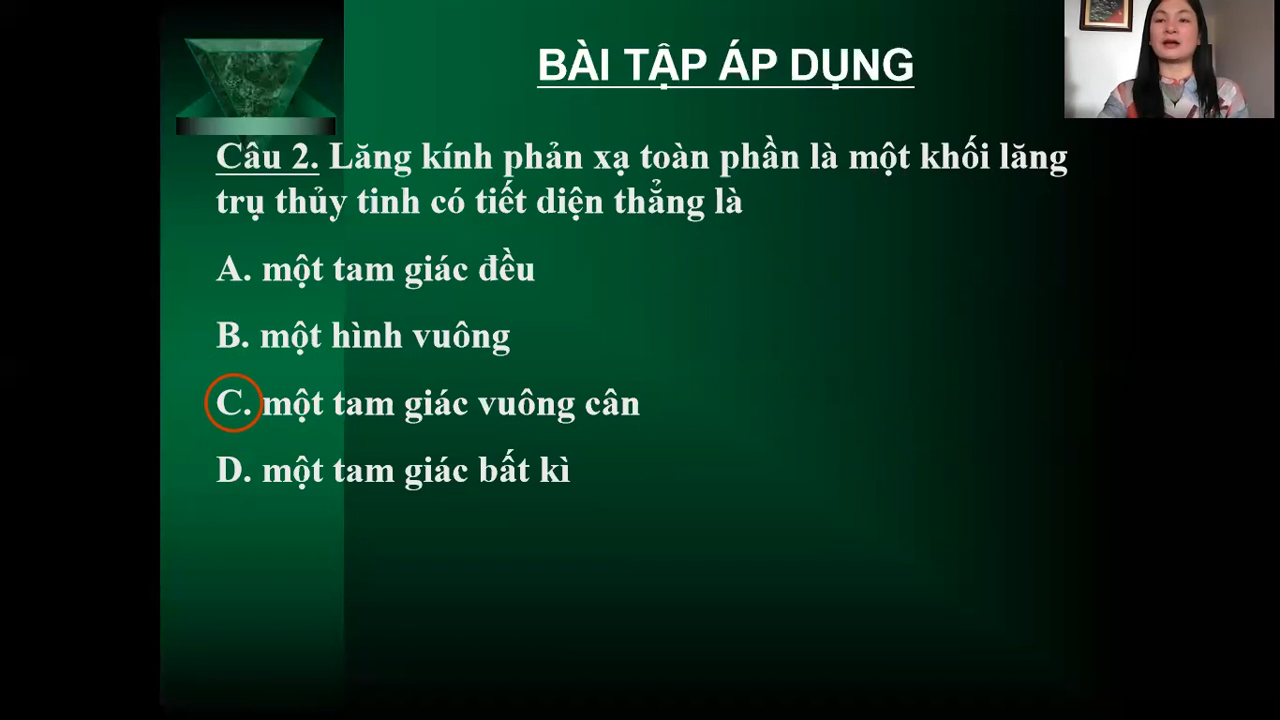 BÀI TẬP ÁP DỤNG
Câu 2. Lăng kính phản xạ toàn phần là một khối lăng
trụ thủy tinh có tiết diện thẳng là
A. một tam giác đều
B. một hình vuông
C. một tam giác vuông cân
D. một tam giác bất kì